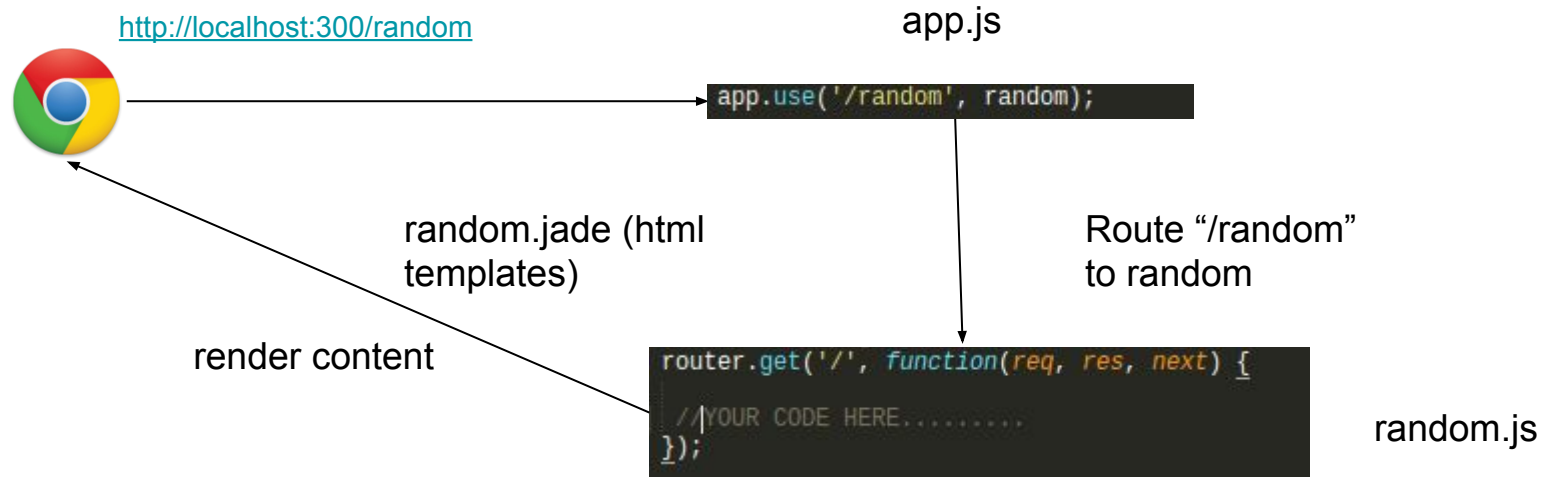 http://localhost:300/random
app.js
app.use('/random', random);
random.jade (html
templates)
Route “/random”
to random
render content
router.get('/', function(req, res, next) {
//YOUR CODE HERE.........
});
random.js